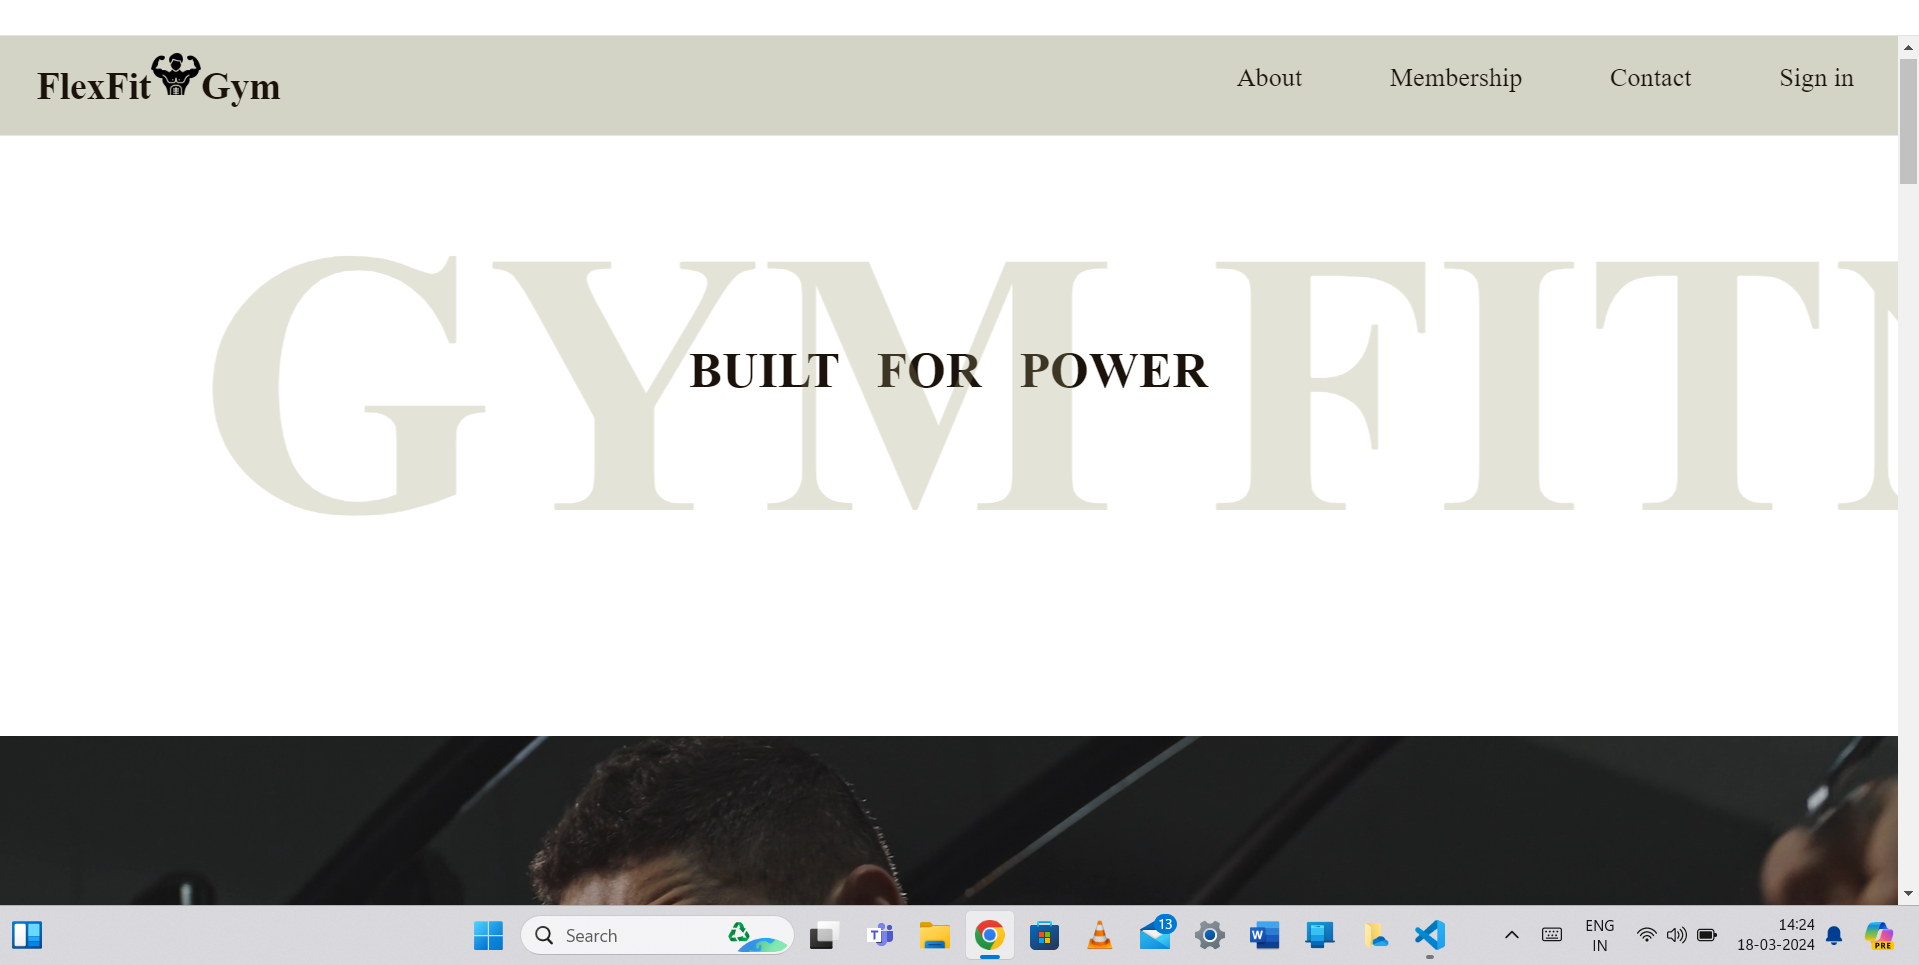 FlexFit Gym About Membership Contact Sign in
GYM FIT
BUILT FOR POWER
Search 13 ENG 14:24
IN 18-03-2024 PRE